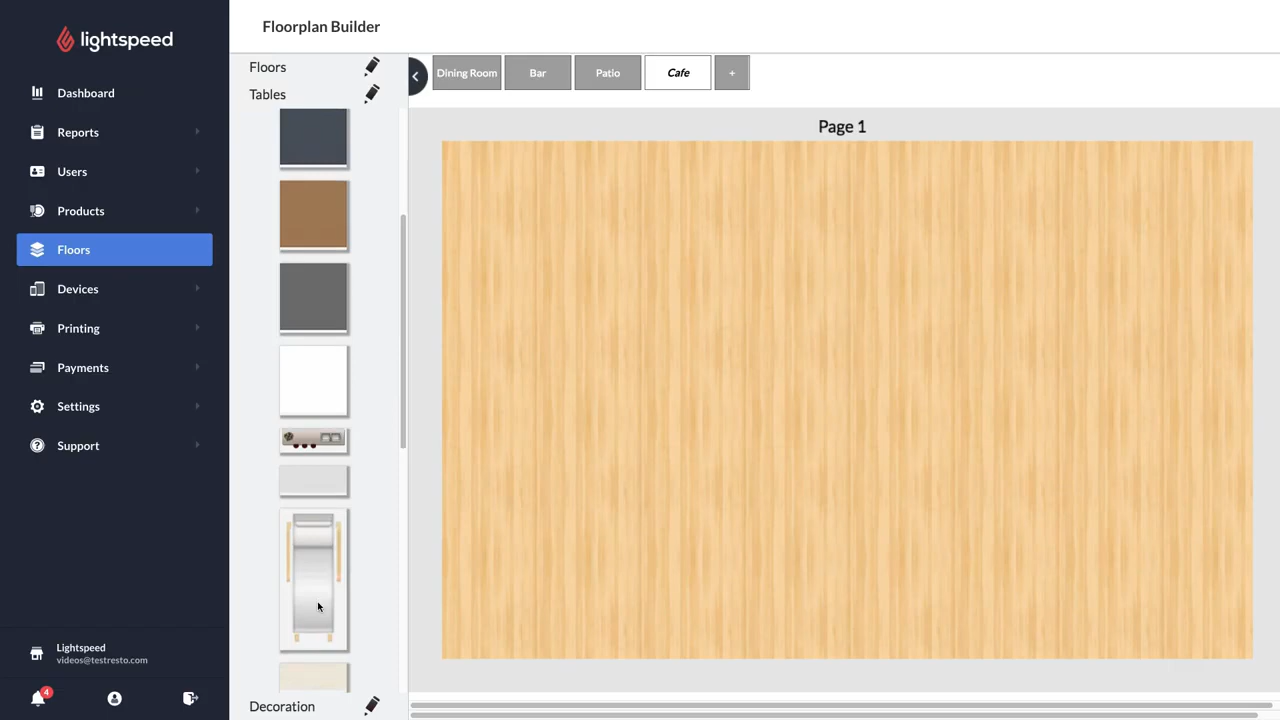 lightspeed
Floorplan Builder
Dashboard
Reports
Users
Products
Floors
Devices
Printing
Payments
Settings
Support
Lightspeed
videos@testresto.com
4
Floors
Tables
Decoration
Dining Room
Bar
Patio
Cafe
+
Page 1